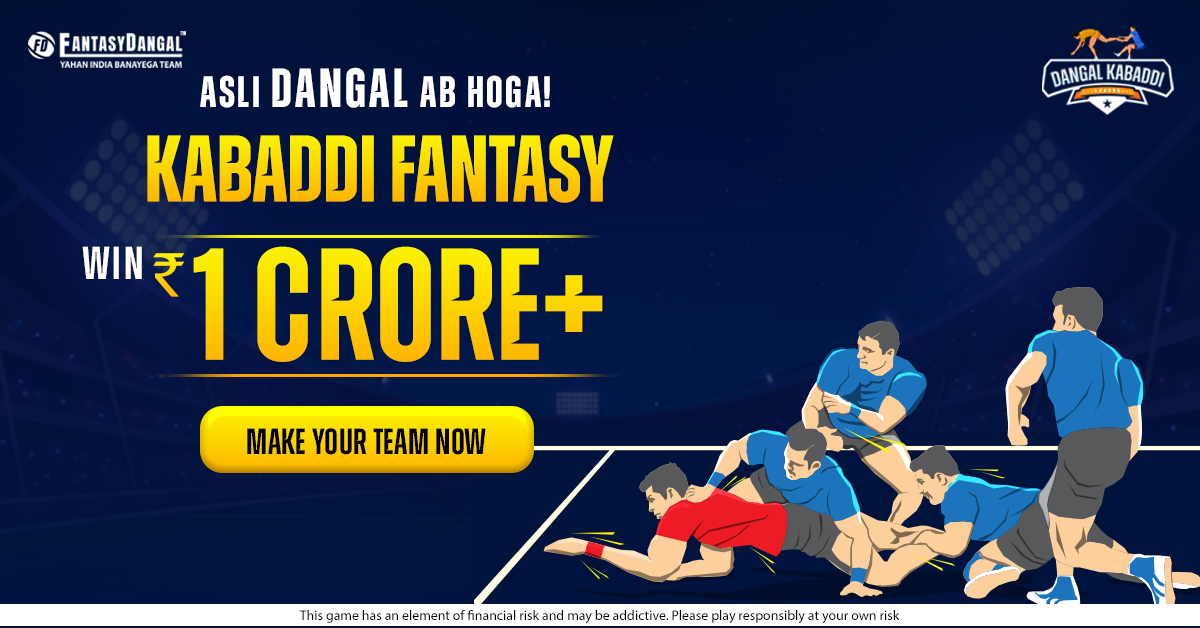 FD FANTASYDANGAL™
YAHAN INDIA BANAYEGA TEAM
ASLI DANGAL AB HOGA!
KABADDI FANTASY
WIN ₹1 CRORE+
MAKE YOUR TEAM NOW
DANGAL KABADDI
This game has an element of financial risk and may be addictive. Please play responsibly at your own risk